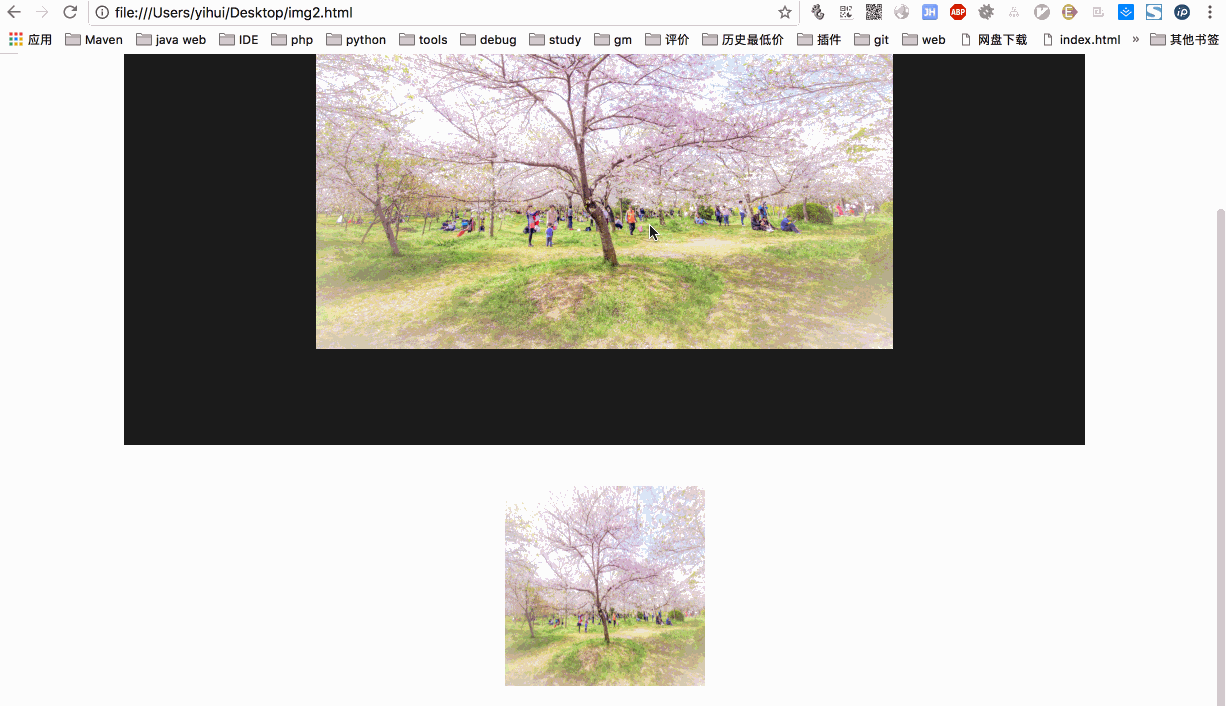 file:///Users/yihui/Desktop/img2.html
JH ABP V E iP
应用 Maven java web IDE php python tools debug study gm 评价 历史最低价 插件 git web 网盘下载 index.html » 其他书签